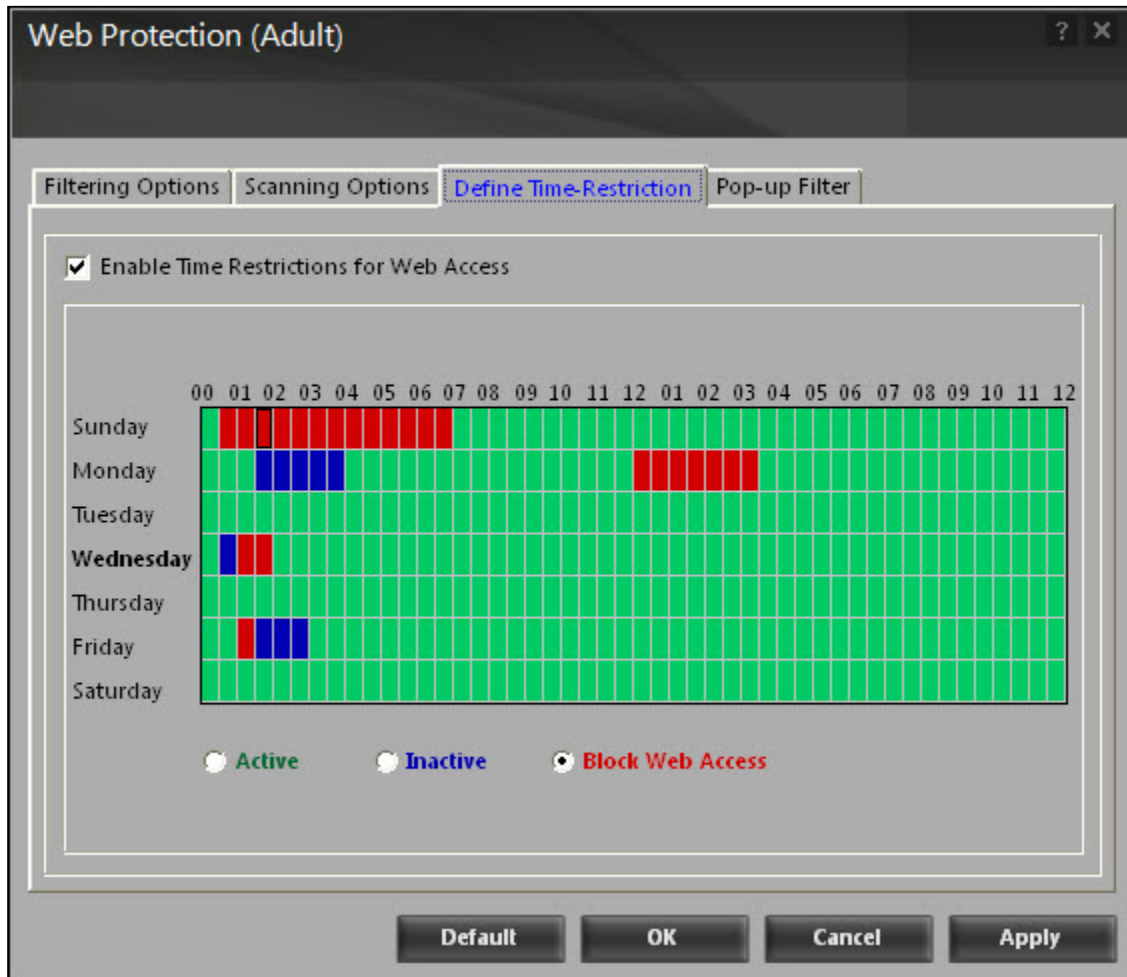 Web Protection (Adult)
? ×
Filtering Options Scanning Options Define Time-Restriction Pop-up Filter
Enable Time Restrictions for Web Access
00 01 02 03 04 05 06 07 08 09 10 11 12 01 02 03 04 05 06 07 08 09 10 11 12
Sunday
Monday
Tuesday
Wednesday
Thursday
Friday
Saturday
Active Inactive Block Web Access
Default OK Cancel Apply